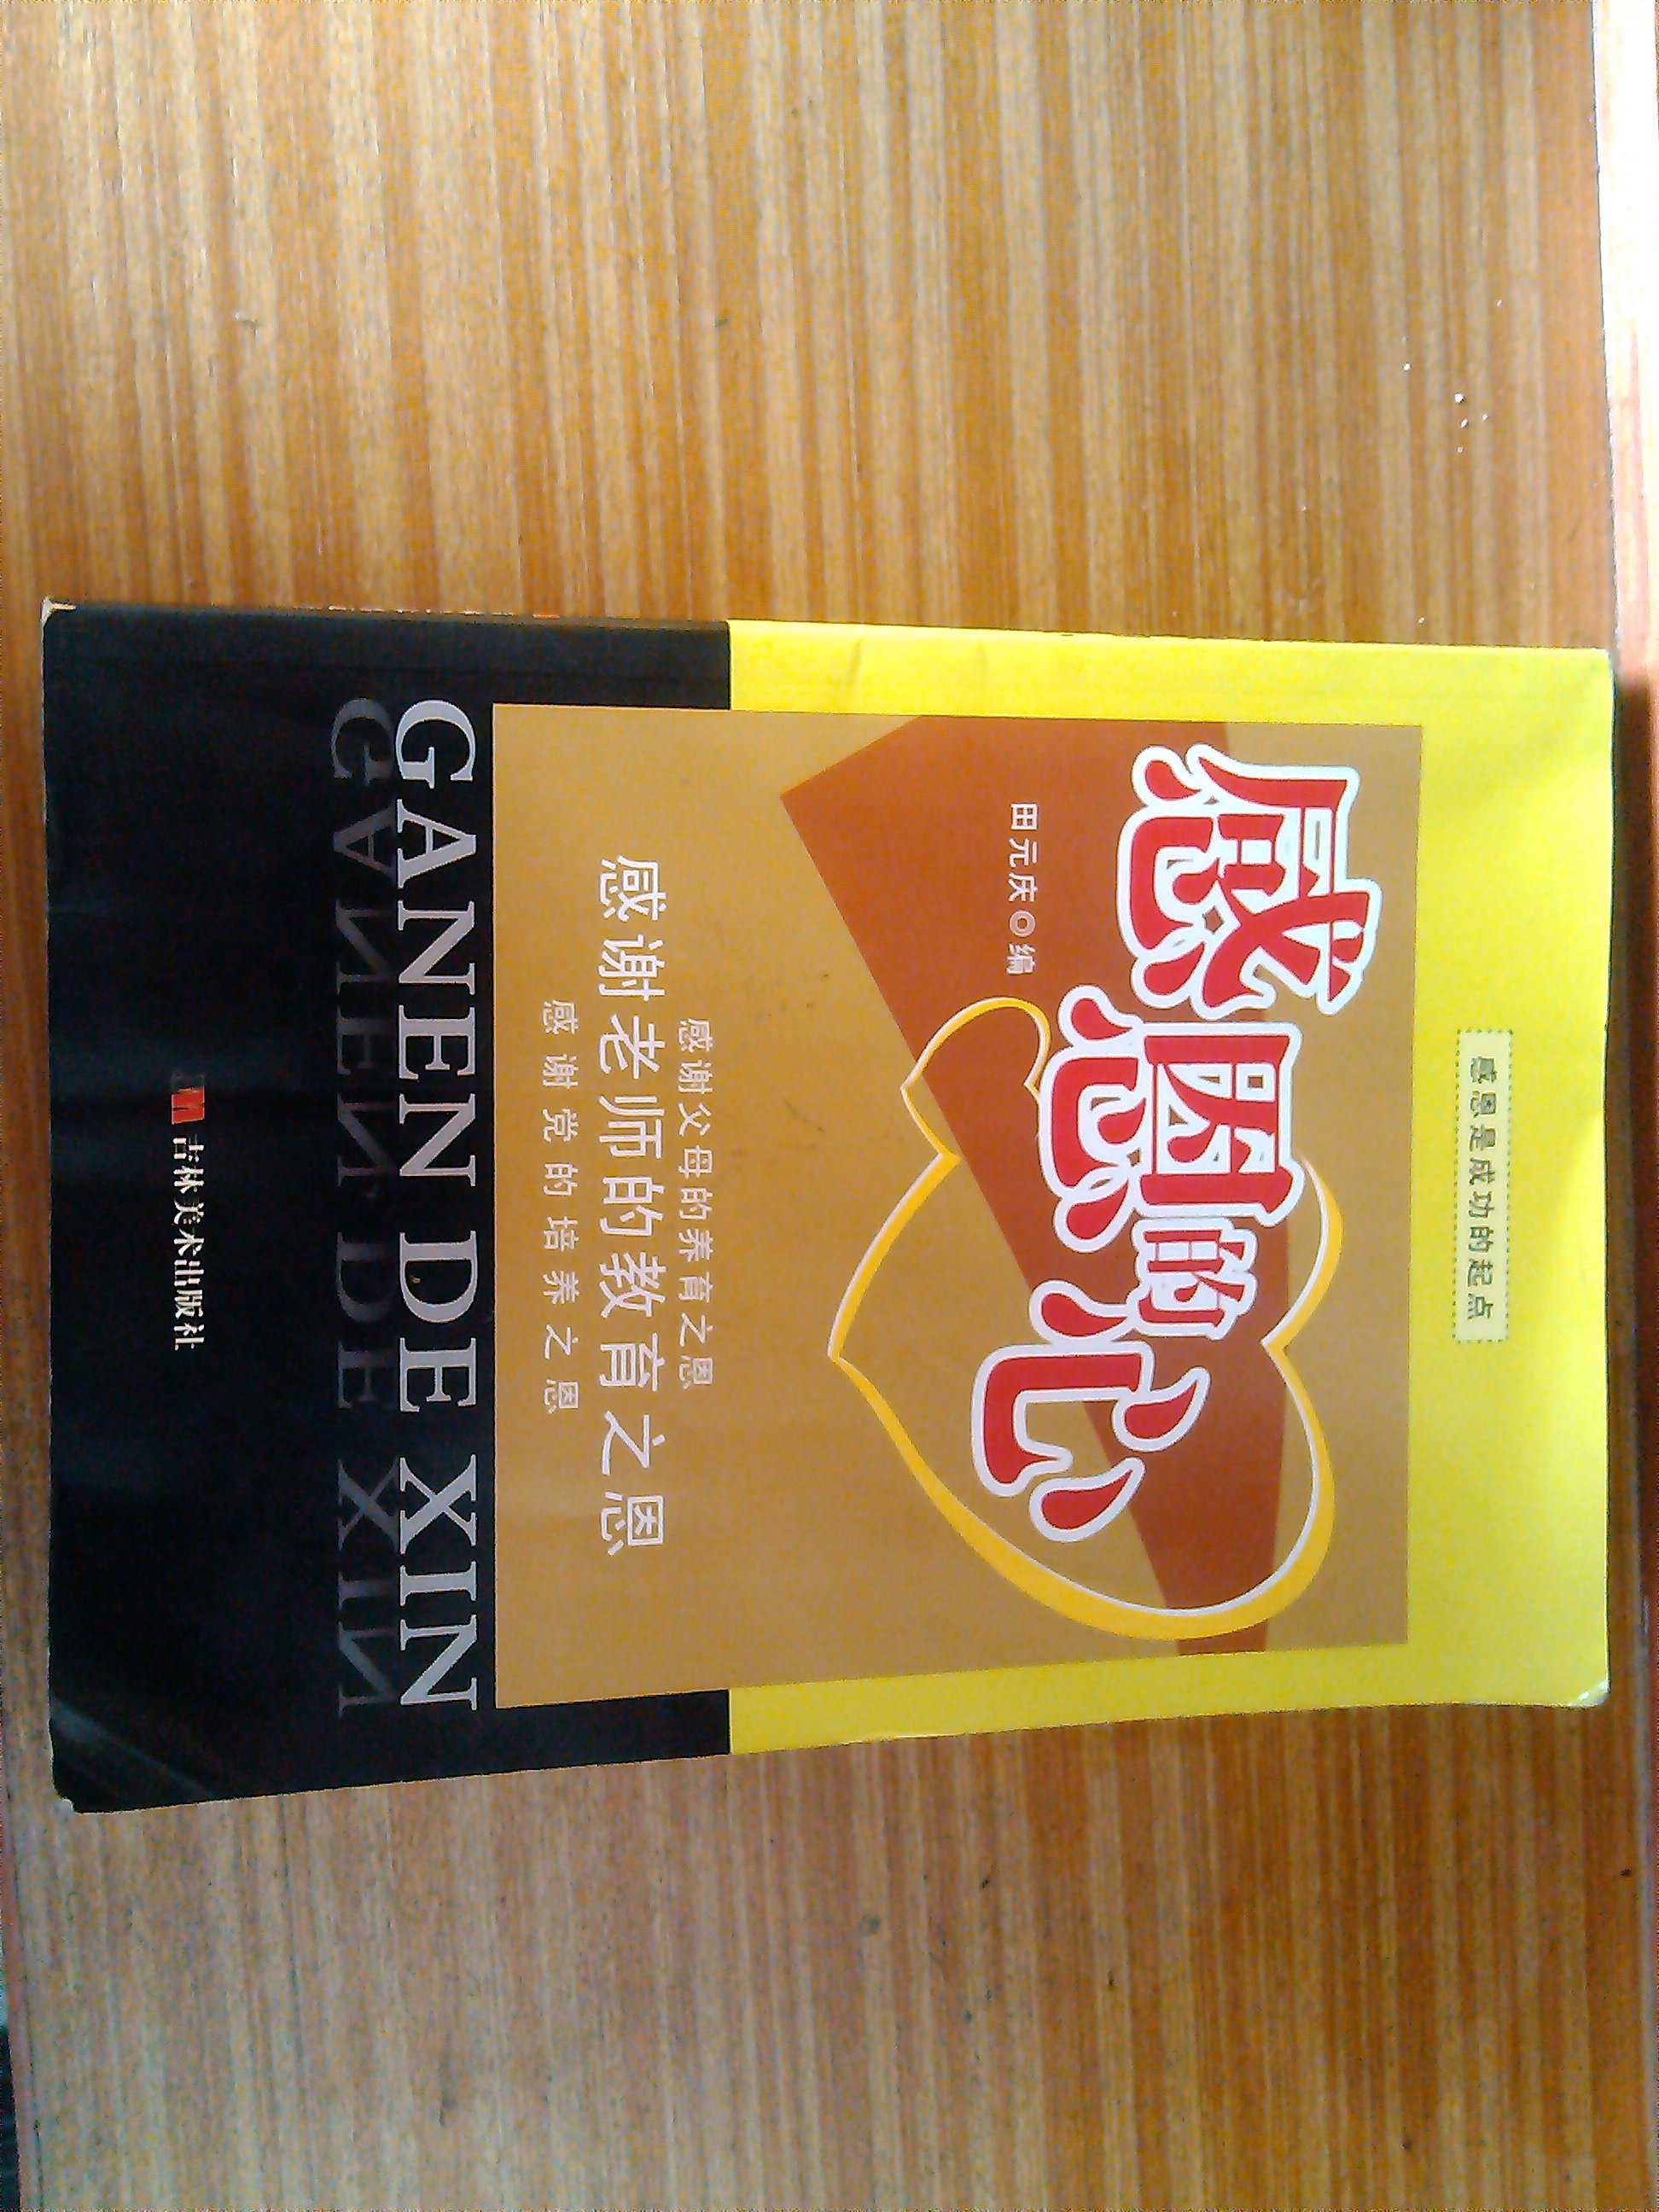 感恩是成功的起点
感恩的心
田元庆◎编
感谢父母的养育之恩
感谢老师的教育之恩
感谢党的培养之恩
GANEN DE XIN
GANEN DE XIN
吉林美术出版社